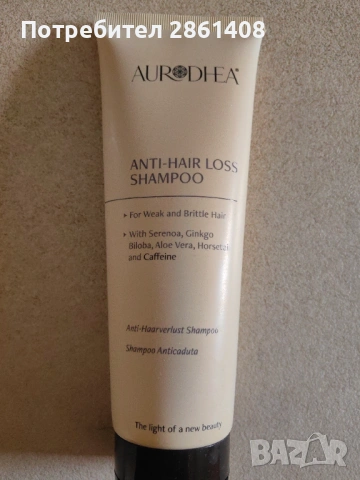 Потребител 2861408
AURODHEA
ANTI-HAIR LOSS
SHAMPOO
▸ For Weak and Brittle Hair
▸ With Serenoa, Ginkgo
Biloba, Aloe Vera, Horsetail
and Caffeine
Anti-Haarverlust Shampoo
Shampoo Anticaduta
The light of a new beauty
bazar